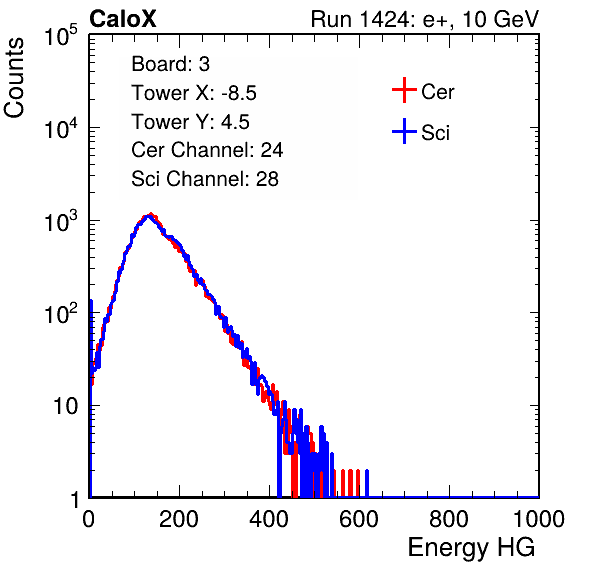 CaloX Run 1424: e+, 10 GeV
Counts
Board: 3
Tower X: -8.5
Tower Y: 4.5
Cer Channel: 24
Sci Channel: 28
Cer
Sci
10^5
10^4
10^3
10^2
10
1
0 200 400 600 800 1000
Energy HG